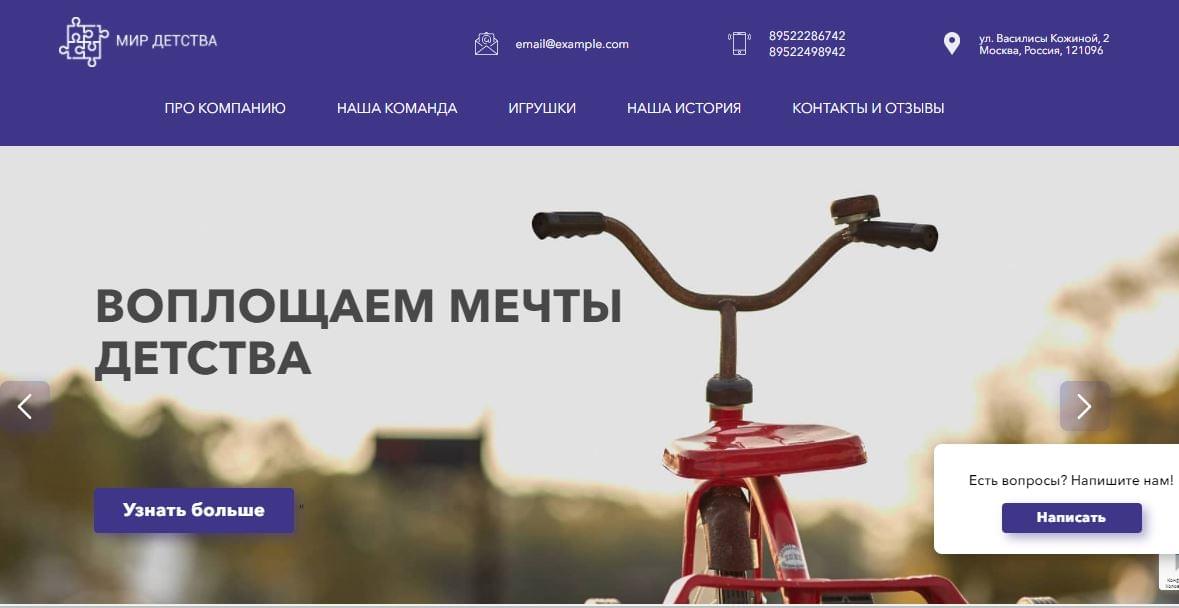 МИР ДЕТСТВА
email@example.com
89522286742
89522498942
ул. Василисы Кожиной, 2
Москва, Россия, 121096
ПРО КОМПАНИЮ НАША КОМАНДА ИГРУШКИ НАША ИСТОРИЯ КОНТАКТЫ И ОТЗЫВЫ
ВОПЛОЩАЕМ МЕЧТЫ
ДЕТСТВА
Узнать больше "
Есть вопросы? Напишите нам!
Написать